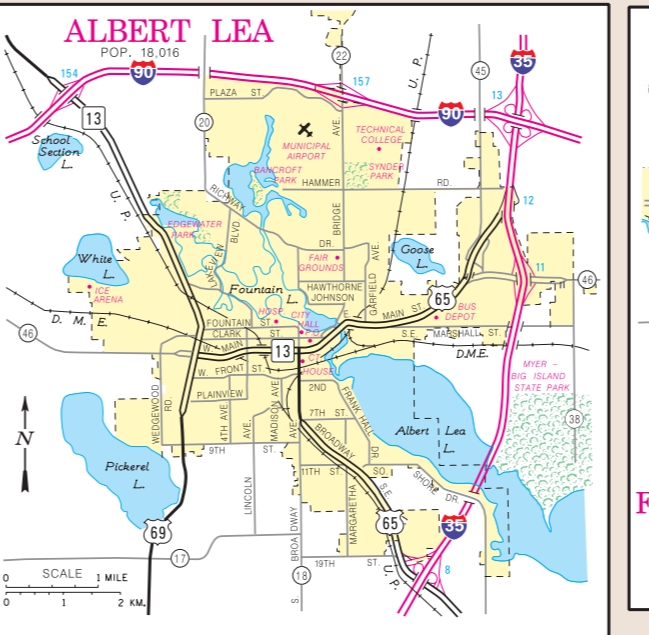 ALBERT LEA
POP. 18,016
154
90
157
22
U. P.
45
35
13
90
13
PLAZA ST.
20
AVE.
TECHNICAL
COLLEGE
School
Section
L.
MUNICIPAL
AIRPORT
BANCROFT
PARK
SYNDER
PARK
U. P.
HAMMER RD.
RICHWAY
12
EDGEWATER
PARK
LAKEVIEW
BLVD
BRIDGE
DR.
FAIR
GROUNDS
GARFIELD AVE.
Goose
L.
White
L.
ICE
ARENA
Fountain
L.
HAWTHORNE
JOHNSON
11
46
65
BUS
DEPOT
D. M. E.
HOSP.
CITY
HALL
P.O.
E. MAIN ST.
FOUNTAIN ST.
CLARK ST.
S.E. MARSHALL ST.
46
W. MAIN
13
D.M.E.
CT.
HOUSE
W. FRONT ST.
MYER –
BIG ISLAND
STATE PARK
PLAINVIEW
2ND
WEDGEWOOD RD.
4TH AVE.
MADISON AVE
AVE.
7TH ST.
FRANK HALL DR
38
BROADWAY
Albert Lea
L.
N
9TH ST.
Pickerel
L.
LINCOLN
AVE.
11TH ST.
SO.
SHORE DR.
S.E.
MARGARETHA
BROADWAY
S.
69
65
35
17
19TH ST.
18
U. P.
8
SCALE
0 1 MILE
0 1 2 KM.
F